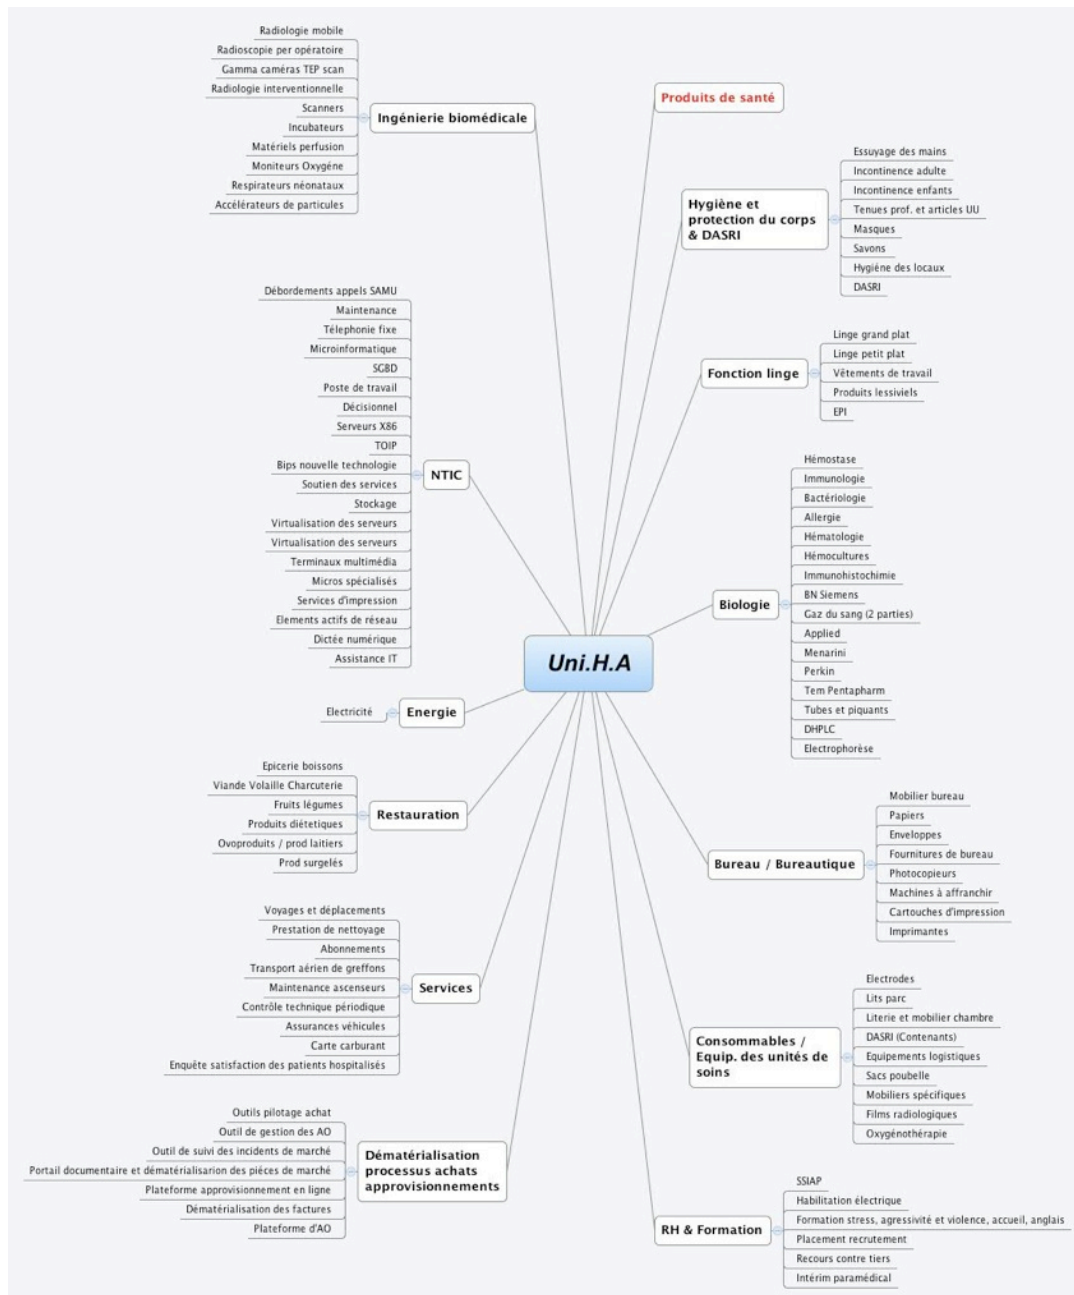 Radiologie mobile
Radioscopie per opératoire
Gamma caméras TEP scan
Radiologie interventionnelle
Scanners
Incubateurs
Matériels perfusion
Moniteurs Oxygéne
Respirateurs néonataux
Accélérateurs de particules
Ingénierie biomédicale
Débordements appels SAMU
Maintenance
Télephonie fixe
Microinformatique
SGBD
Poste de travail
Décisionnel
Serveurs X86
TOIP
Bips nouvelle technologie
Soutien des services
Stockage
Virtualisation des serveurs
Virtualisation des serveurs
Terminaux multimédia
Micros spécialisés
Services d'impression
Elements actifs de réseau
Dictée numérique
Assistance IT
NTIC
Electricité
Energie
Epicerie boissons
Viande Volaille Charcuterie
Fruits légumes
Produits diétetiques
Ovoproduits / prod laitiers
Prod surgelés
Restauration
Voyages et déplacements
Prestation de nettoyage
Abonnements
Transport aérien de greffons
Maintenance ascenseurs
Contrôle technique périodique
Assurances véhicules
Carte carburant
Enquête satisfaction des patients hospitalisés
Services
Outils pilotage achat
Outil de gestion des AO
Outil de suivi des incidents de marché
Portail documentaire et dématérialisarion des piéces de marché
Plateforme approvisionnement en ligne
Dématérialisation des factures
Plateforme d'AO
Dématérialisation
processus achats
approvisionnements
Uni.H.A
Produits de santé
Hygiène et
protection du corps
& DASRI
Essuyage des mains
Incontinence adulte
Incontinence enfants
Tenues prof. et articles UU
Masques
Savons
Hygiéne des locaux
DASRI
Fonction linge
Linge grand plat
Linge petit plat
Vêtements de travail
Produits lessiviels
EPI
Biologie
Hémostase
Immunologie
Bactériologie
Allergie
Hématologie
Hémocultures
Immunohistochimie
BN Siemens
Gaz du sang (2 parties)
Applied
Menarini
Perkin
Tem Pentapharm
Tubes et piquants
DHPLC
Electrophorèse
Bureau / Bureautique
Mobilier bureau
Papiers
Enveloppes
Fournitures de bureau
Photocopieurs
Machines à affranchir
Cartouches d'impression
Imprimantes
Consommables /
Equip. des unités de
soins
Electrodes
Lits parc
Literie et mobilier chambre
DASRI (Contenants)
Equipements logistiques
Sacs poubelle
Mobiliers spécifiques
Films radiologiques
Oxygénothérapie
RH & Formation
SSIAP
Habilitation électrique
Formation stress, agressivité et violence, accueil, anglais
Placement recrutement
Recours contre tiers
Intérim paramédical